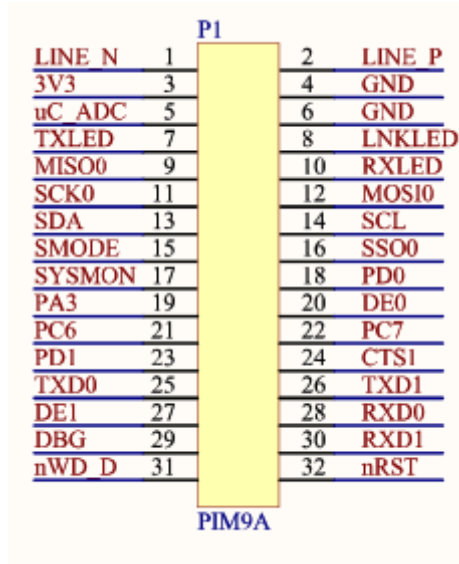 P1
LINE_N 1 2 LINE_P
3V3 3 4 GND
uC_ADC 5 6 GND
TXLED 7 8 LNKLED
MISO0 9 10 RXLED
SCK0 11 12 MOSI0
SDA 13 14 SCL
SMODE 15 16 SSO0
SYSMON 17 18 PD0
PA3 19 20 DE0
PC6 21 22 PC7
PD1 23 24 CTS1
TXD0 25 26 TXD1
DE1 27 28 RXD0
DBG 29 30 RXD1
nWD_D 31 32 nRST
PIM9A